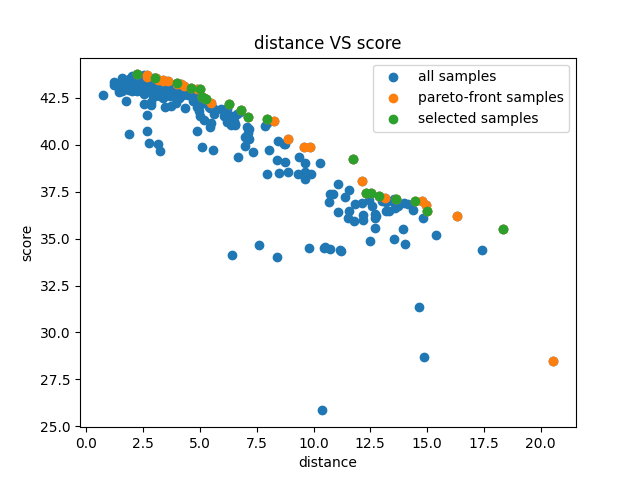 distance VS score
all samples
pareto-front samples
selected samples
score
42.5
40.0
37.5
35.0
32.5
30.0
27.5
25.0
0.0 2.5 5.0 7.5 10.0 12.5 15.0 17.5 20.0
distance